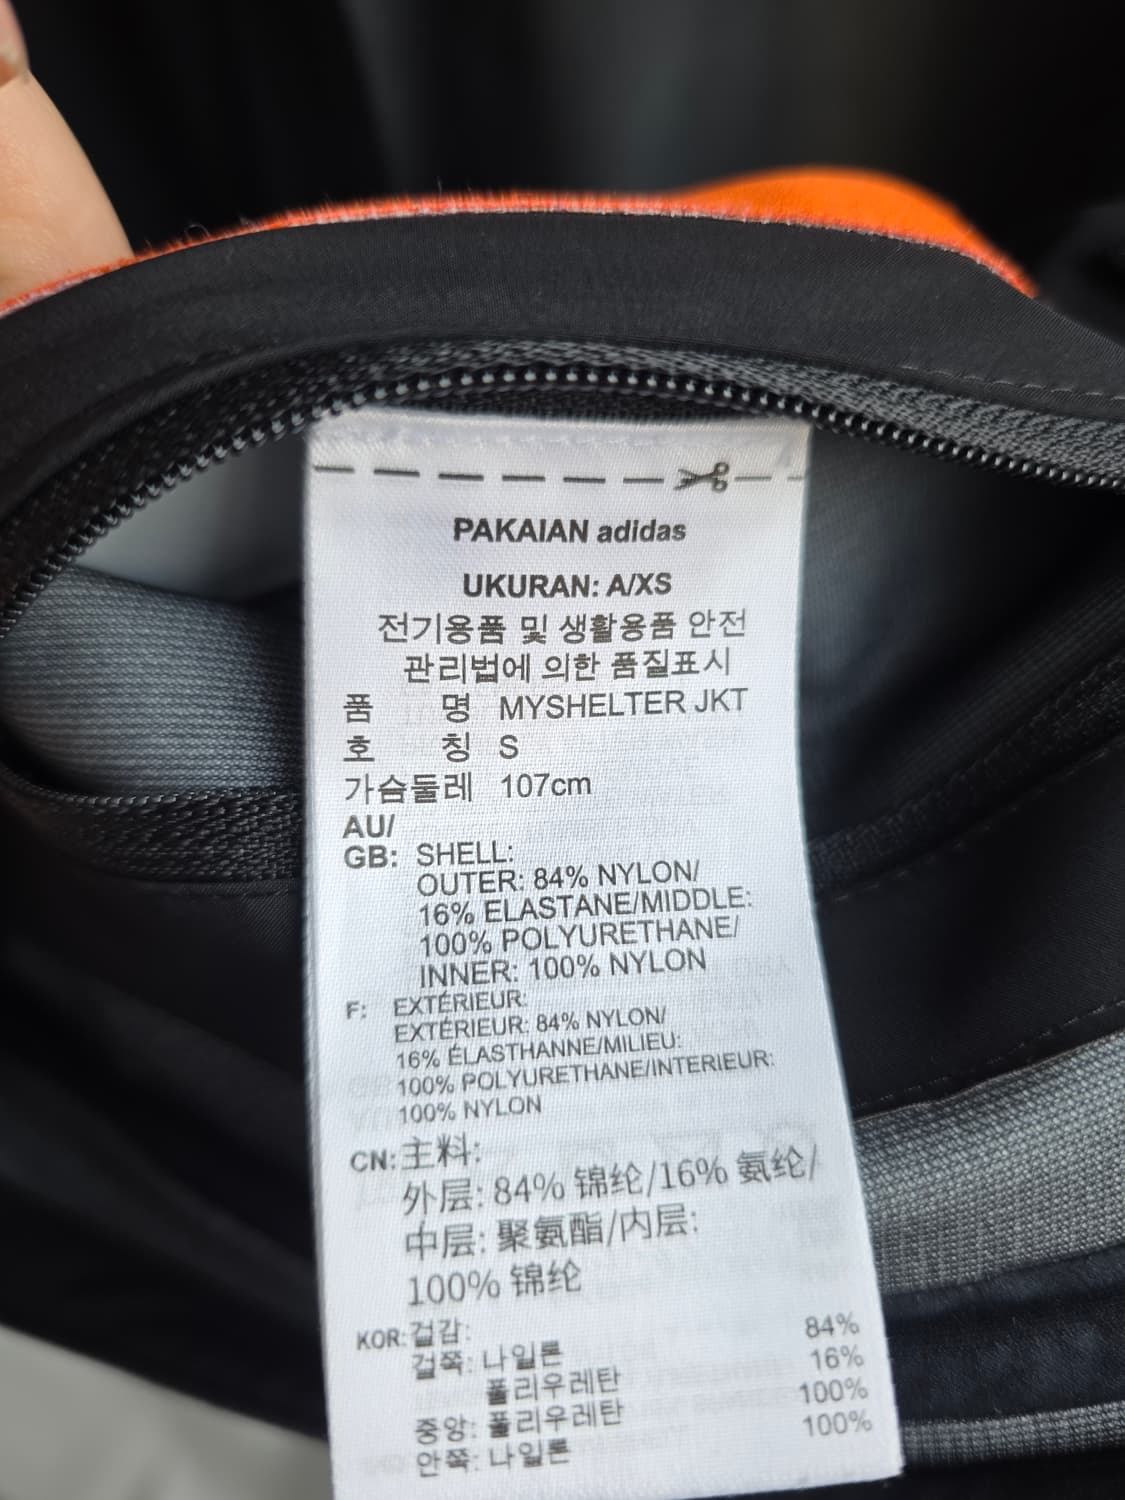 PAKAIAN adidas
UKURAN: A/XS
전기용품 및 생활용품 안전
관리법에 의한 품질표시
품 명 MYSHELTER JKT
호 칭 S
가슴둘레 107cm
AU/
GB: SHELL:
OUTER: 84% NYLON/
16% ELASTANE/MIDDLE:
100% POLYURETHANE/
INNER: 100% NYLON
F: EXTÉRIEUR:
EXTÉRIEUR: 84% NYLON/
16% ÉLASTHANNE/MILIEU:
100% POLYURETHANE/INTERIEUR:
100% NYLON
CN: 主料:
外层: 84% 锦纶/16% 氨纶/
中层: 聚氨酯/内层:
100% 锦纶
KOR: 겉감:
겉쪽: 나일론 84%
폴리우레탄 16%
중앙: 폴리우레탄 100%
안쪽: 나일론 100%